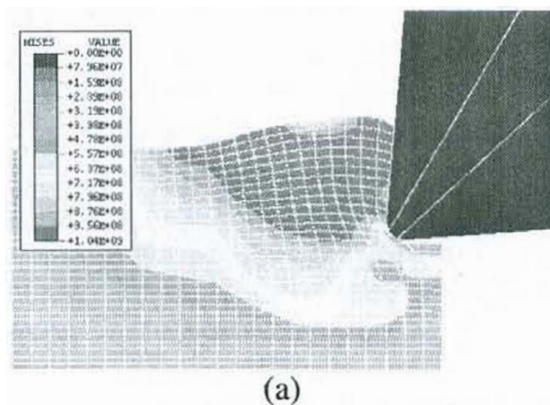 MISES VALUE
+0.00E+00
+7.96E+07
+1.59E+08
+2.39E+08
+3.19E+08
+3.98E+08
+4.78E+08
+5.57E+08
+6.37E+08
+7.17E+08
+7.96E+08
+8.76E+08
+9.56E+08
+1.04E+09
(a)